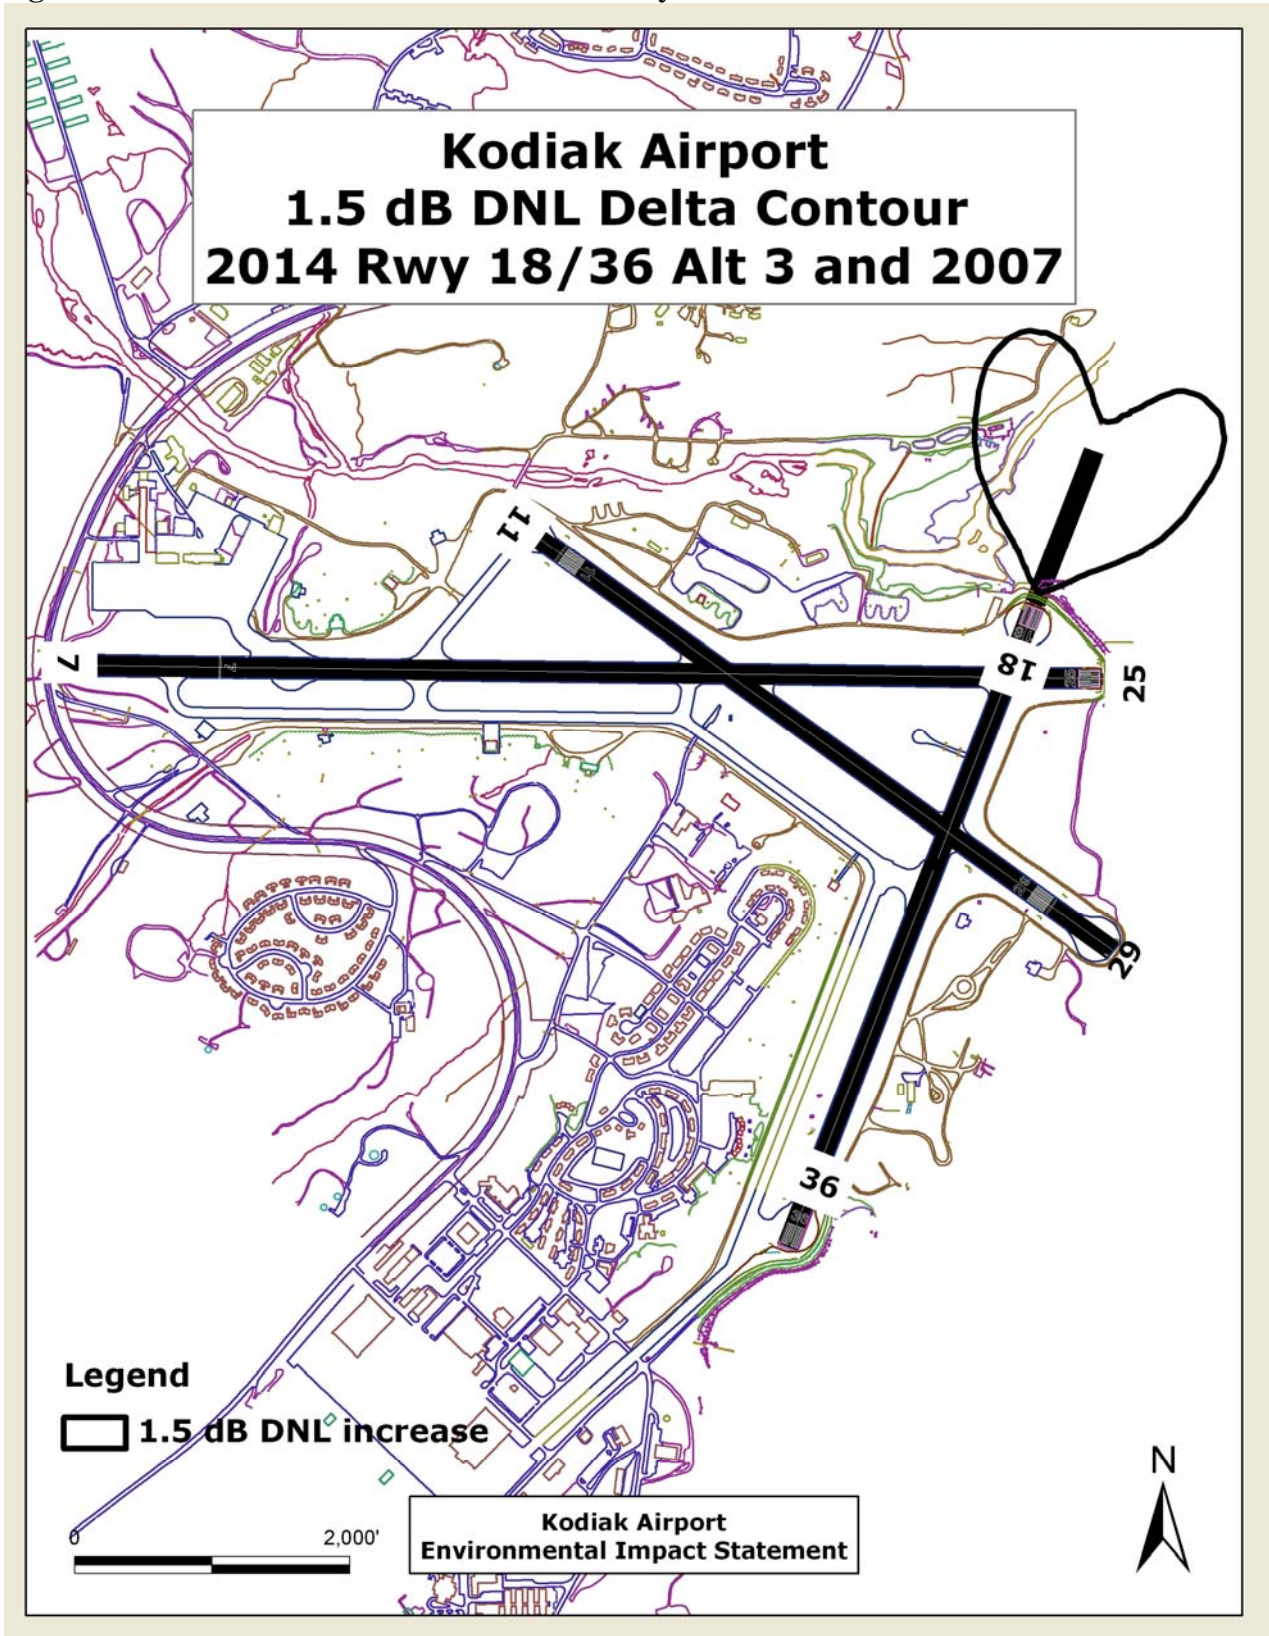 Kodiak Airport
1.5 dB DNL Delta Contour
2014 Rwy 18/36 Alt 3 and 2007
11
7
18
25
29
36
Legend
1.5 dB DNL increase
0 2,000'
N
Kodiak Airport
Environmental Impact Statement